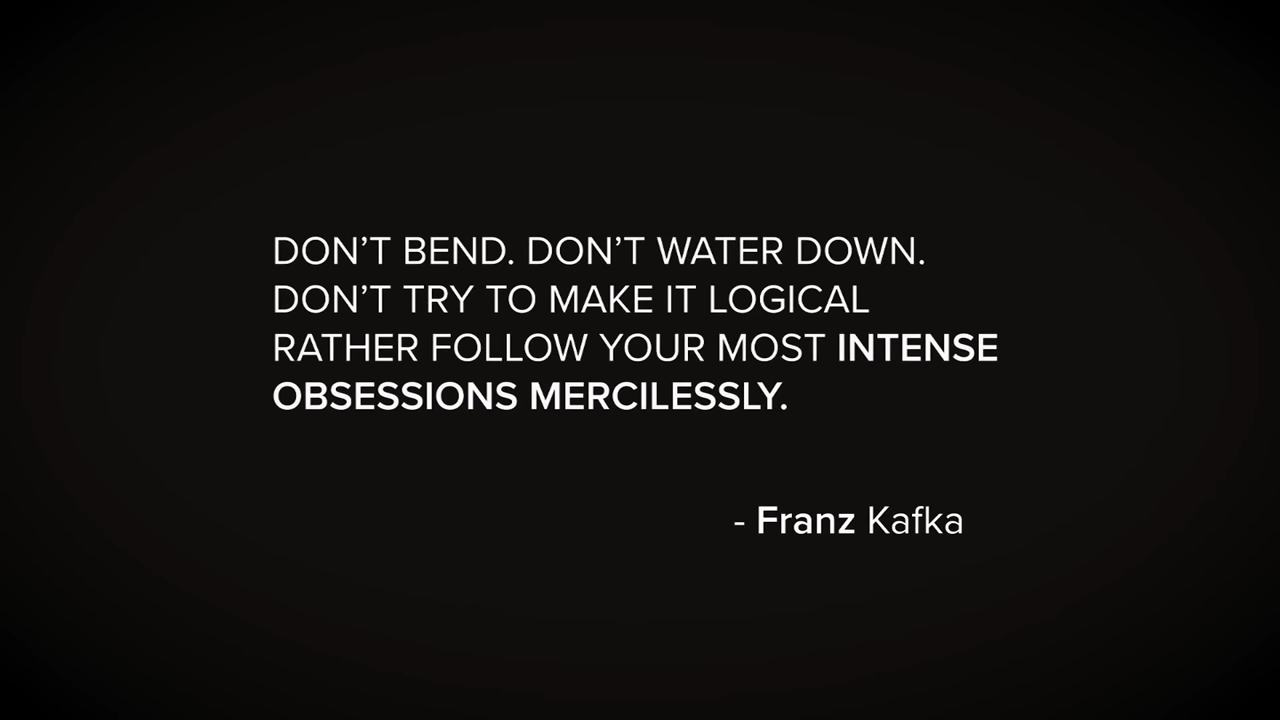 DON’T BEND. DON’T WATER DOWN.
DON’T TRY TO MAKE IT LOGICAL
RATHER FOLLOW YOUR MOST INTENSE
OBSESSIONS MERCILESSLY.
- Franz Kafka